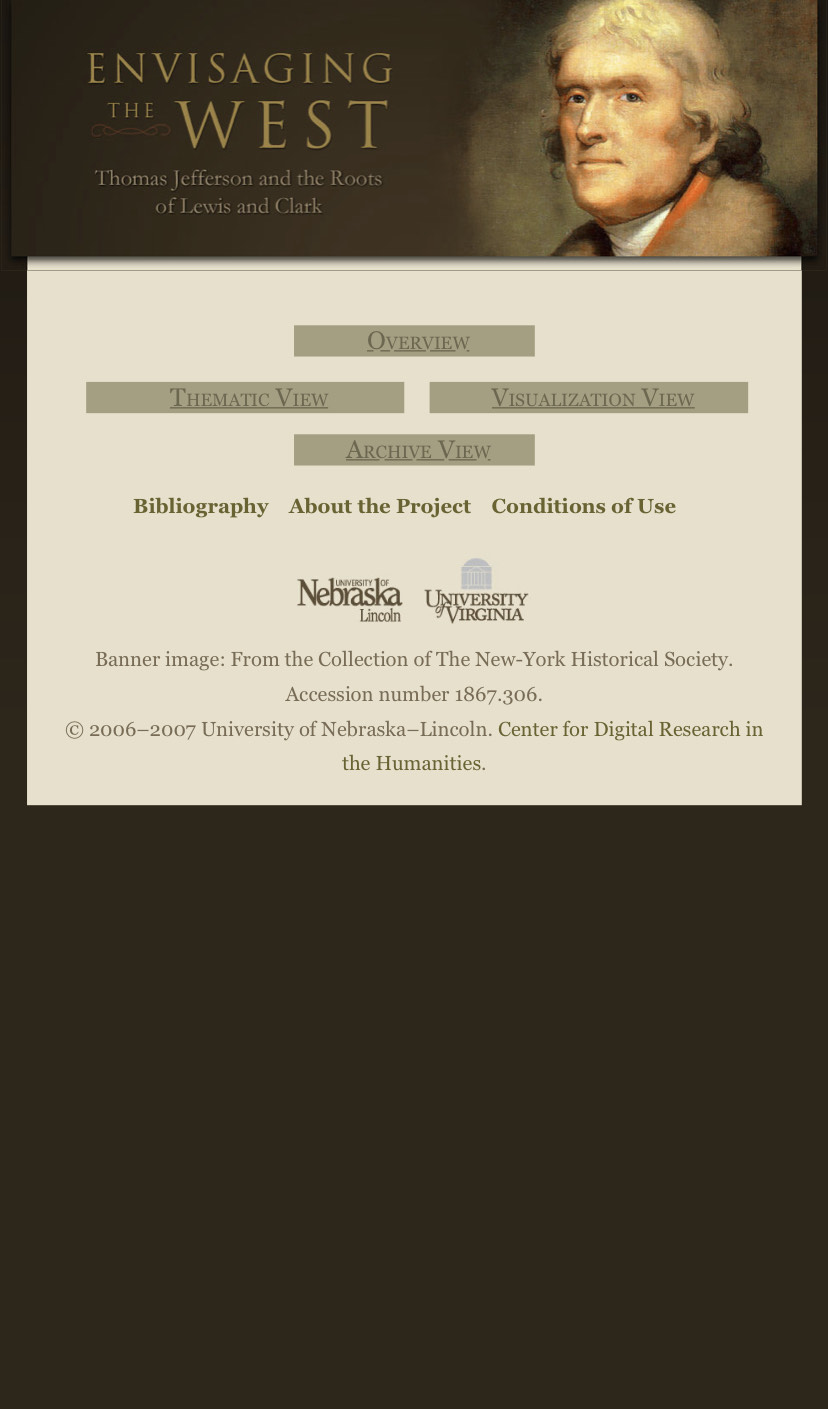 ENVISAGING
THE WEST
Thomas Jefferson and the Roots
of Lewis and Clark
Overview
Thematic View Visualization View
Archive View
Bibliography About the Project Conditions of Use
UNIVERSITY OF
Nebraska
Lincoln
UNIVERSITY
of VIRGINIA
Banner image: From the Collection of The New-York Historical Society.
Accession number 1867.306.
© 2006–2007 University of Nebraska–Lincoln. Center for Digital Research in
the Humanities.